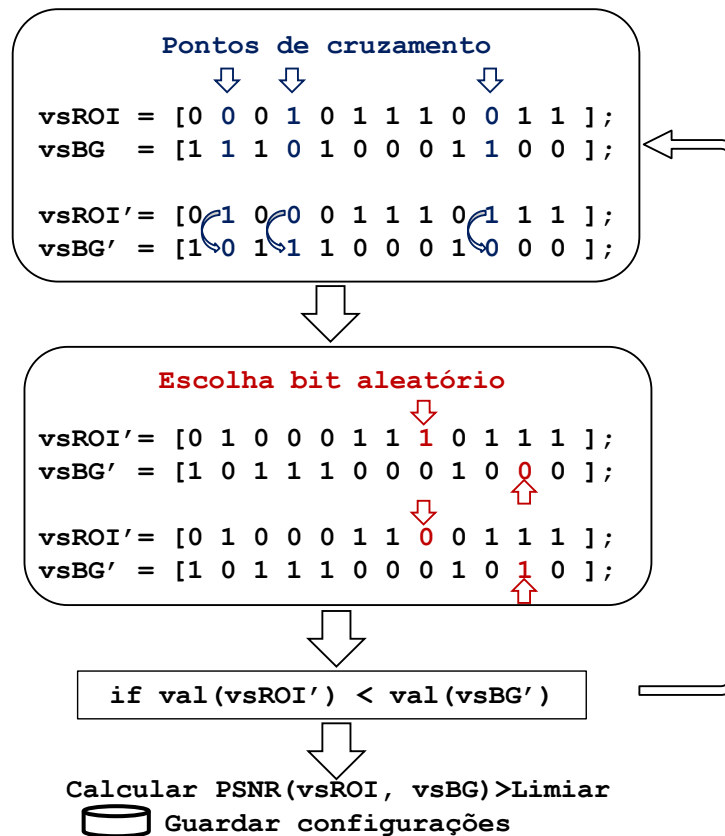 Pontos de cruzamento
vsROI = [0 0 0 1 0 1 1 1 0 0 1 1 ];
vsBG = [1 1 1 0 1 0 0 0 1 1 0 0 ];
vsROI’= [0 1 0 0 0 1 1 1 0 1 1 1 ];
vsBG’ = [1 0 1 1 1 0 0 0 1 0 0 0 ];
Escolha bit aleatório
vsROI’= [0 1 0 0 0 1 1 1 0 1 1 1 ];
vsBG’ = [1 0 1 1 1 0 0 0 1 0 0 0 ];
vsROI’= [0 1 0 0 0 1 1 0 0 1 1 1 ];
vsBG’ = [1 0 1 1 1 0 0 0 1 0 1 0 ];
if val(vsROI’) < val(vsBG’)
Calcular PSNR(vsROI, vsBG)>Limiar
Guardar configurações